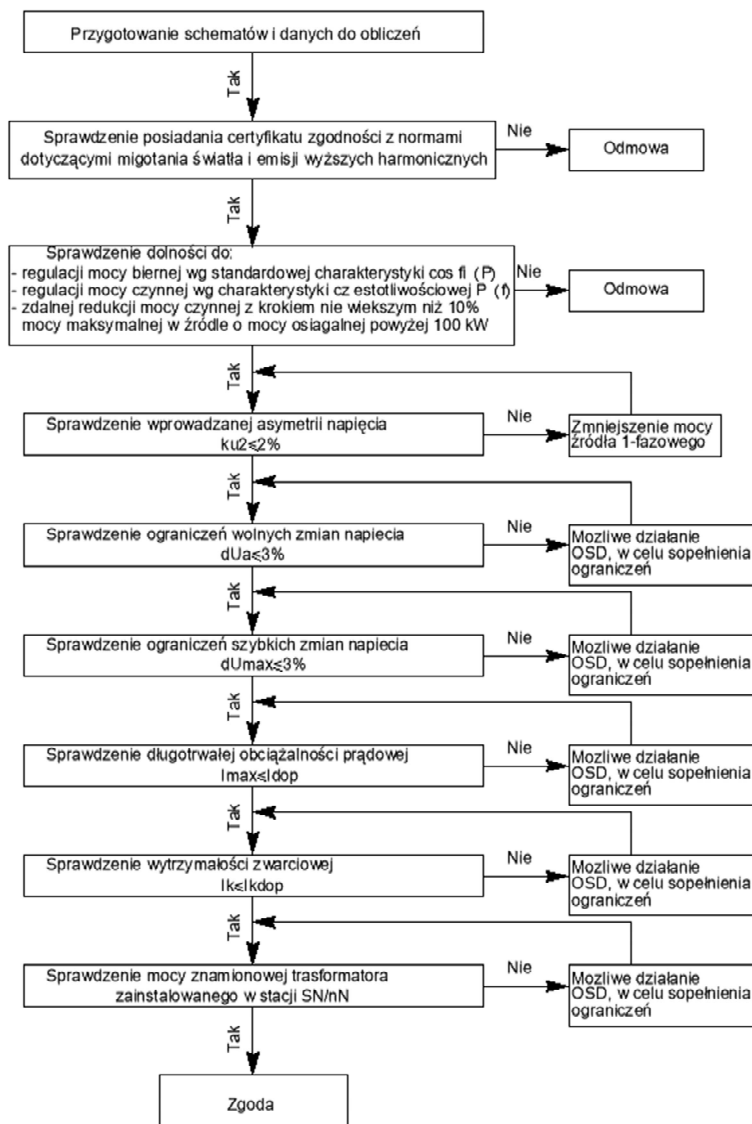 Przygotowanie schematów i danych do obliczeń
Tak
Sprawdzenie posiadania certyfikatu zgodności z normami
dotyczącymi migotania światła i emisji wyższych harmonicznych
Nie
Odmowa
Tak
Sprawdzenie dolności do:
- regulacji mocy biernej wg standardowej charakterystyki cos fi (P)
- regulacji mocy czynnej wg charakterystyki cz estotliwościowej P (f)
- zdalnej redukcji mocy czynnej z krokiem nie wiekszym niż 10%
mocy maksymalnej w źródle o mocy osiagalnej powyżej 100 kW
Nie
Odmowa
Tak
Sprawdzenie wprowadzanej asymetrii napięcia
ku2≤2%
Nie
Zmniejszenie mocy
źródła 1-fazowego
Tak
Sprawdzenie ograniczeń wolnych zmian napiecia
dUa≤3%
Nie
Mozliwe działanie
OSD, w celu sopełnienia
ograniczeń
Tak
Sprawdzenie ograniczeń szybkich zmian napiecia
dUmax≤3%
Nie
Mozliwe działanie
OSD, w celu sopełnienia
ograniczeń
Tak
Sprawdzenie długotrwałej obciążalności prądowej
Imax≤Idop
Nie
Mozliwe działanie
OSD, w celu sopełnienia
ograniczeń
Tak
Sprawdzenie wytrzymałości zwarciowej
Ik≤Ikdop
Nie
Mozliwe działanie
OSD, w celu sopełnienia
ograniczeń
Tak
Sprawdzenie mocy znamionowej trasformatora
zainstalowanego w stacji SN/nN
Nie
Mozliwe działanie
OSD, w celu sopełnienia
ograniczeń
Tak
Zgoda